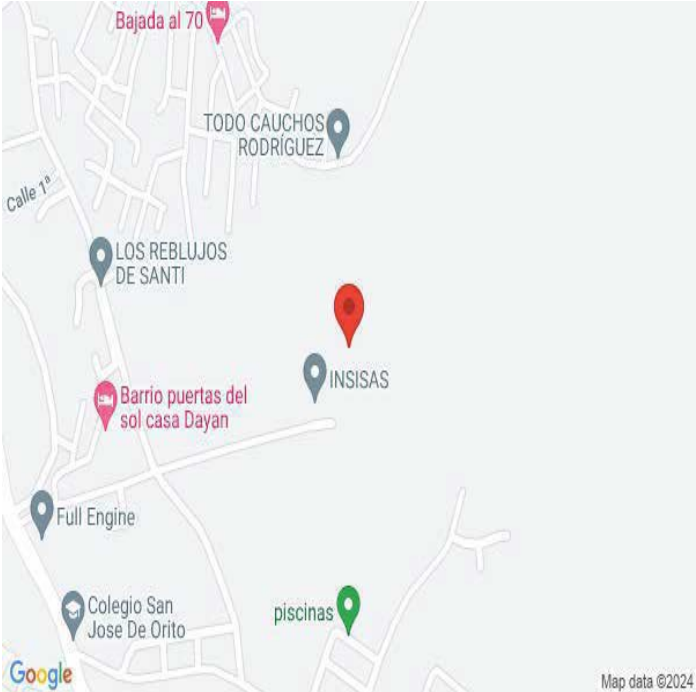 Bajada al 70
TODO CAUCHOS
RODRÍGUEZ
Calle 1ª
LOS REBLUJOS
DE SANTI
INSISAS
Barrio puertas del
sol casa Dayan
Full Engine
Colegio San
Jose De Orito
piscinas
Google
Map data ©2024